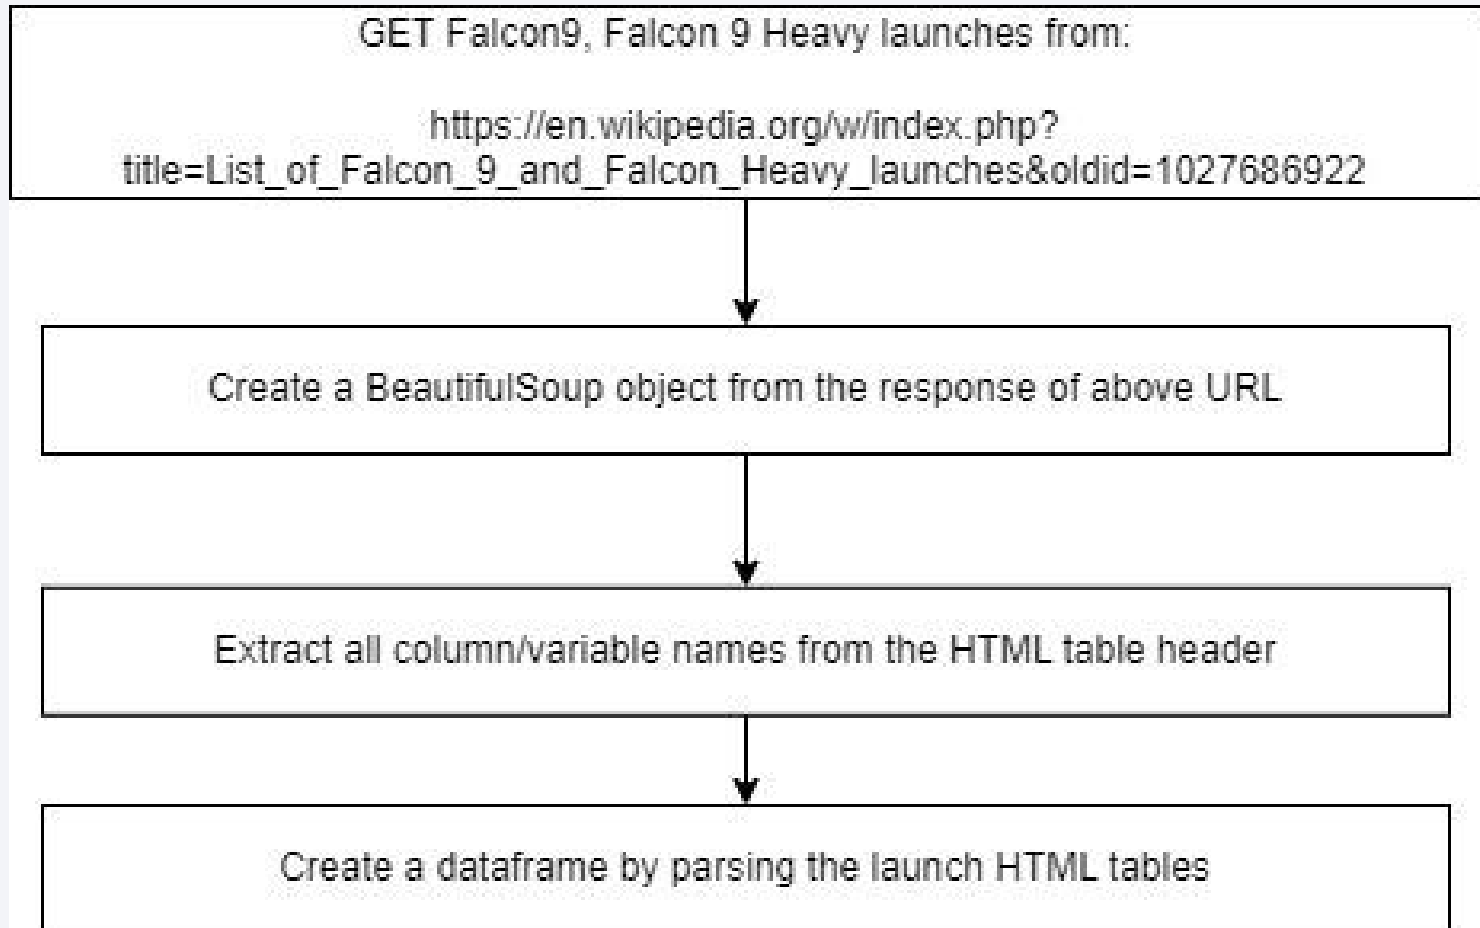 GET Falcon9, Falcon 9 Heavy launches from:
https://en.wikipedia.org/w/index.php?
title=List_of_Falcon_9_and_Falcon_Heavy_launches&oldid=1027686922
Create a BeautifulSoup object from the response of above URL
Extract all column/variable names from the HTML table header
Create a dataframe by parsing the launch HTML tables